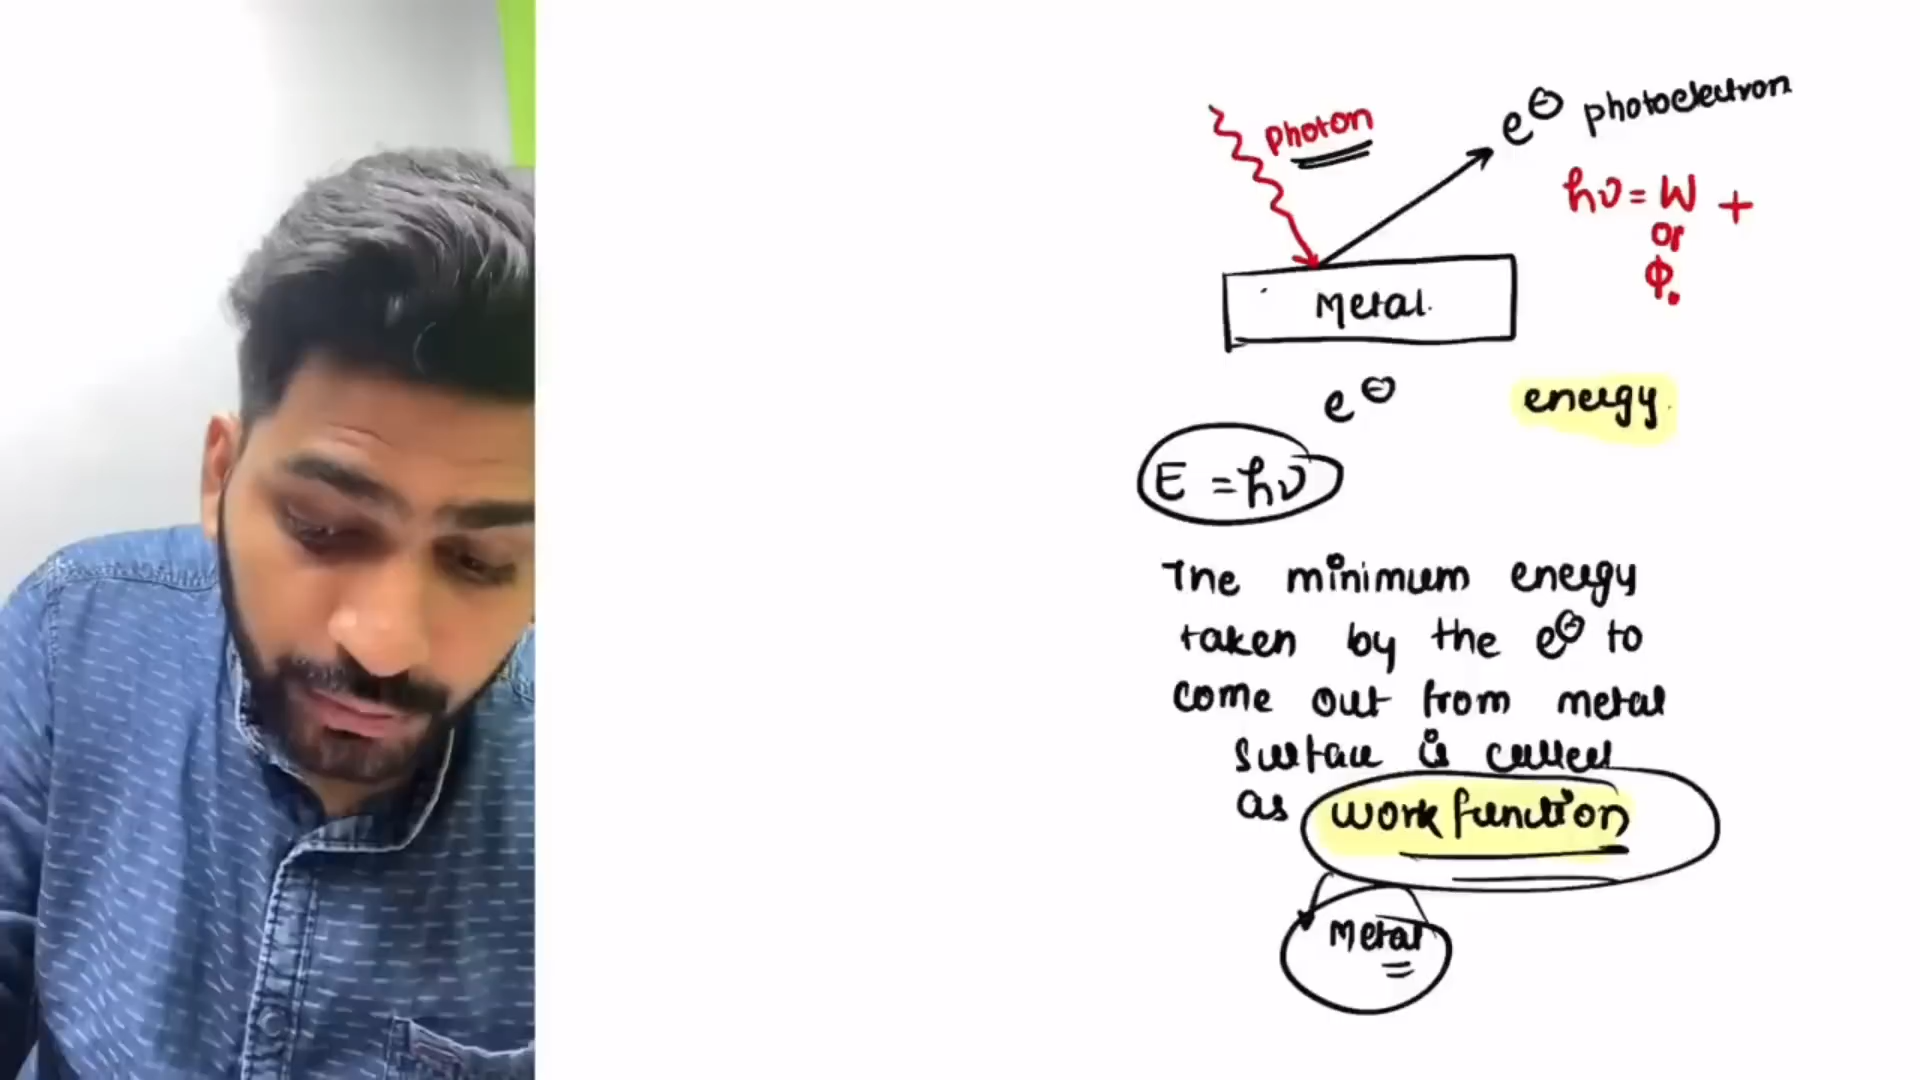 photon
e⊖ photoelectron
hν = W +
or
Φ₀
Metal.
e⊖ energy.
E = hν
The minimum energy
taken by the e⊖ to
come out from metal
surface is called
as work function
Metal